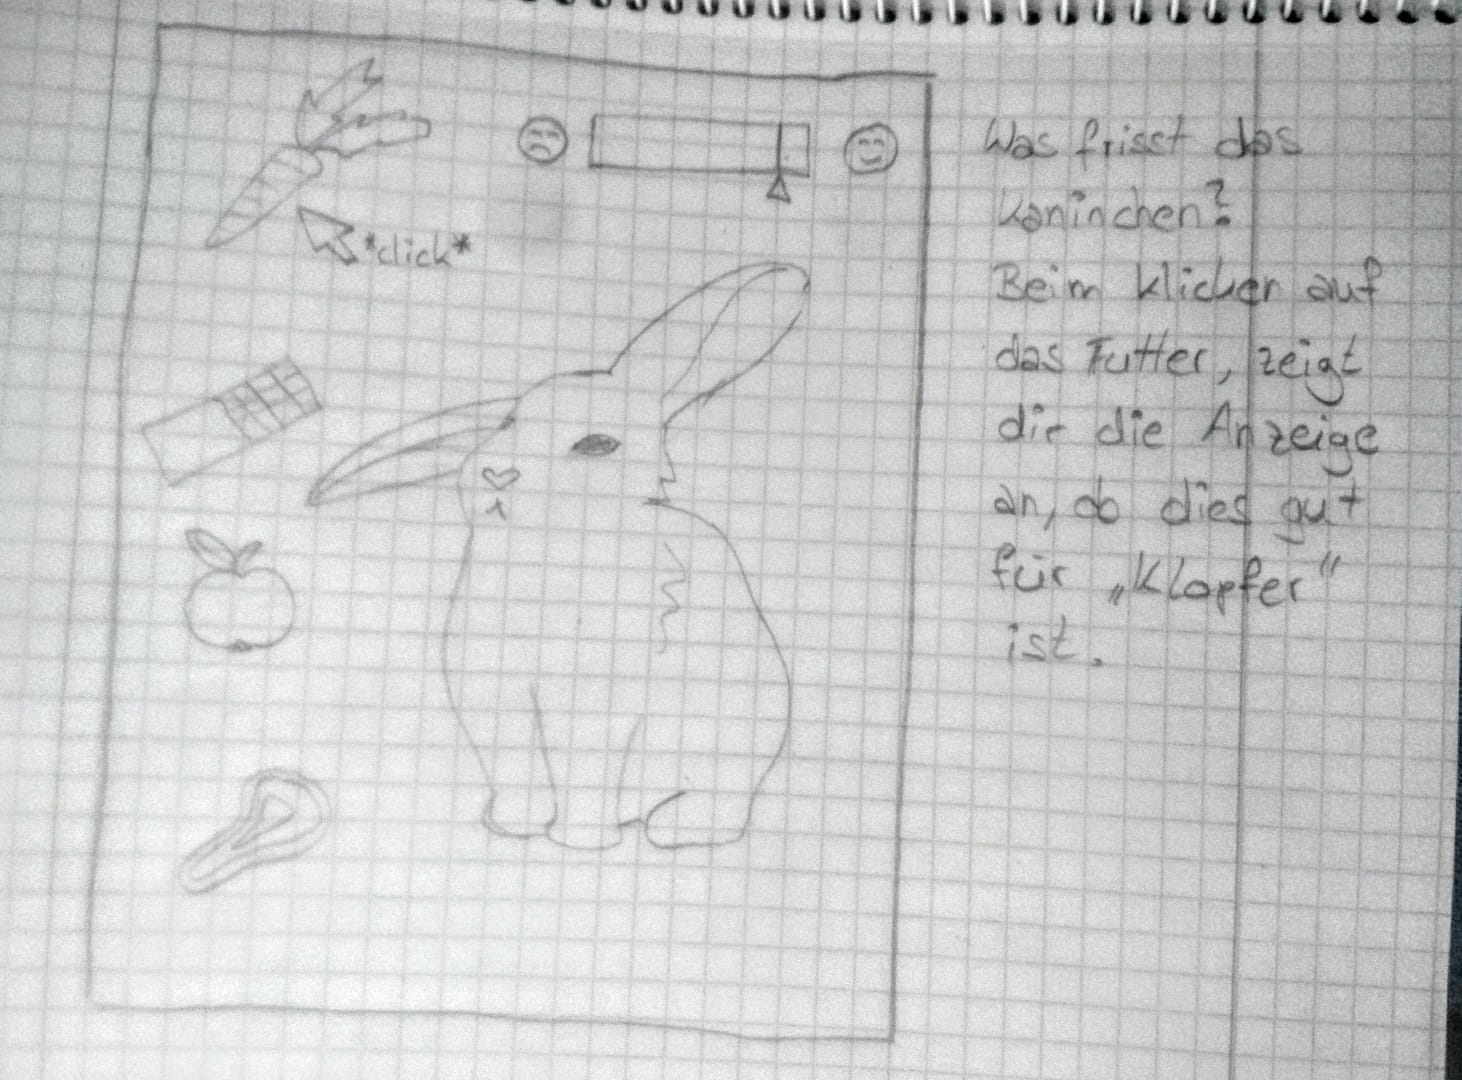 *click*
Was frisst das
Kaninchen?
Beim klicken auf
das Futter, zeigt
dir die Anzeige
an, ob dies gut
für „Klopfer"
ist.